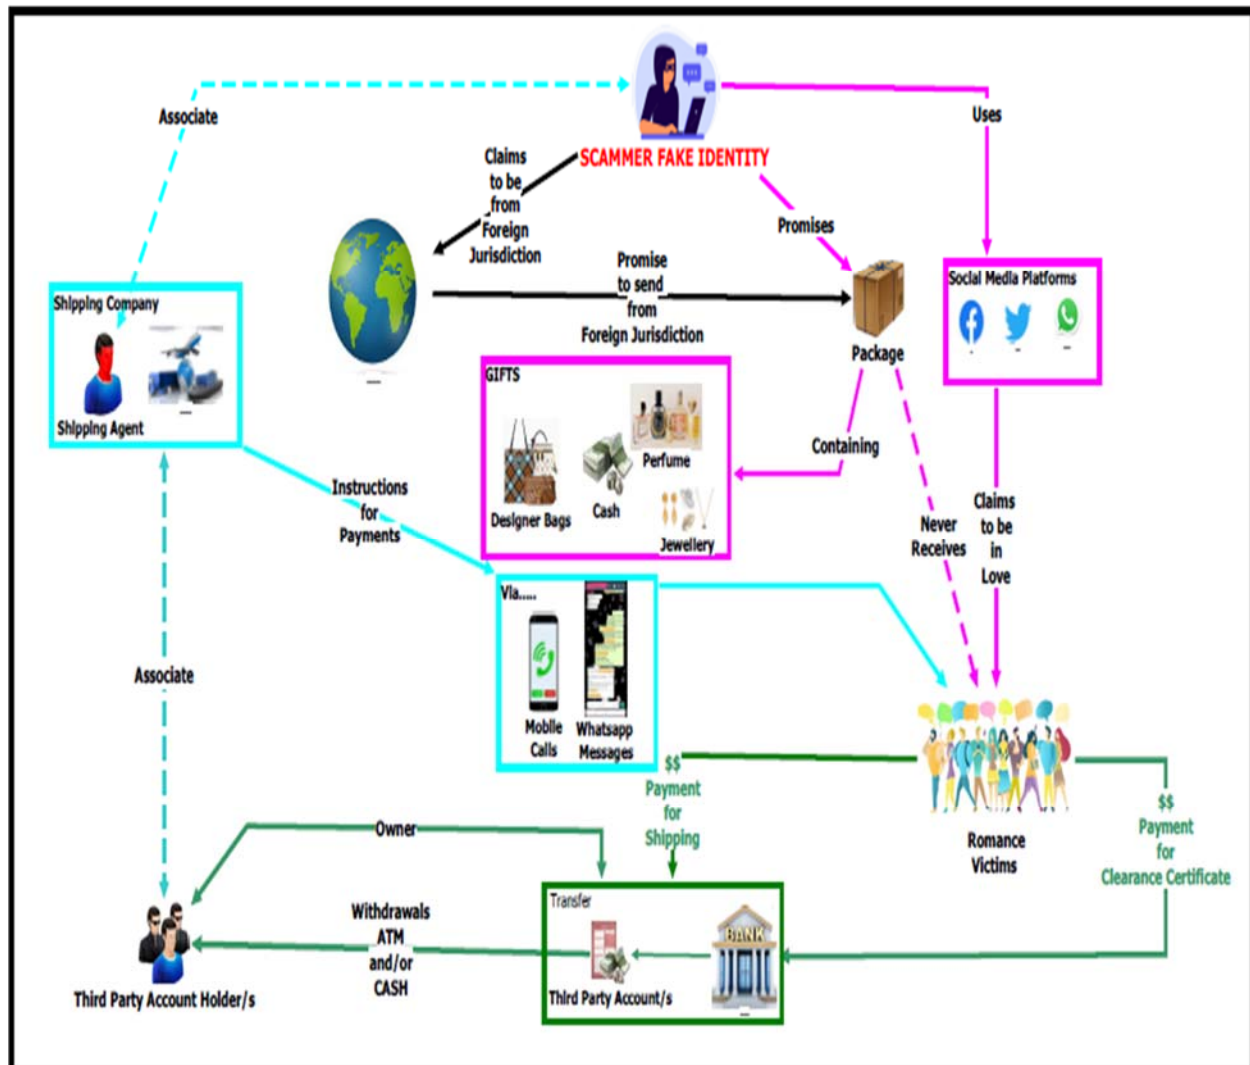 Associate
Uses
SCAMMER FAKE IDENTITY
Claims
to be
from
Foreign
Jurisdiction
Promises
Promise
to send
from
Foreign Jurisdiction
Social Media Platforms
Shipping Company
Shipping Agent
Package
GIFTS
Perfume
Designer Bags
Cash
Jewellery
Containing
Instructions
for
Payments
Never
Receives
Claims
to be
in
Love
Via.....
Mobile
Calls
Whatsapp
Messages
Associate
$$
Payment
for
Shipping
Romance
Victims
$$
Payment
for
Clearance Certificate
Owner
Transfer
BANK
Third Party Account/s
Withdrawals
ATM
and/or
CASH
Third Party Account Holder/s